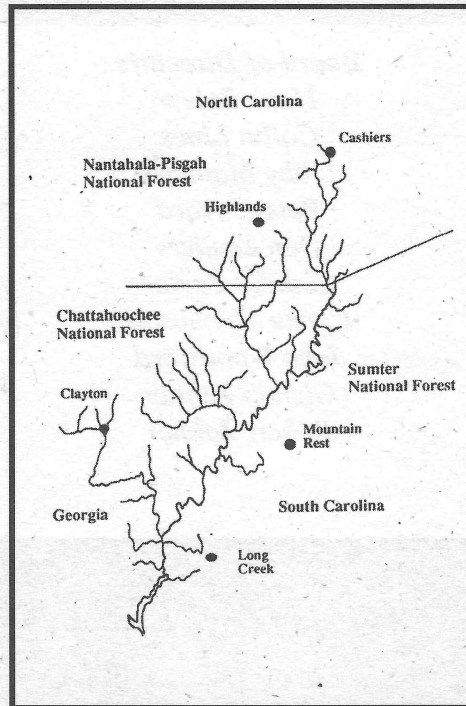 North Carolina
Cashiers
Nantahala-Pisgah
National Forest
Highlands
Chattahoochee
National Forest
Sumter
National Forest
Clayton
Mountain
Rest
South Carolina
Georgia
Long
Creek